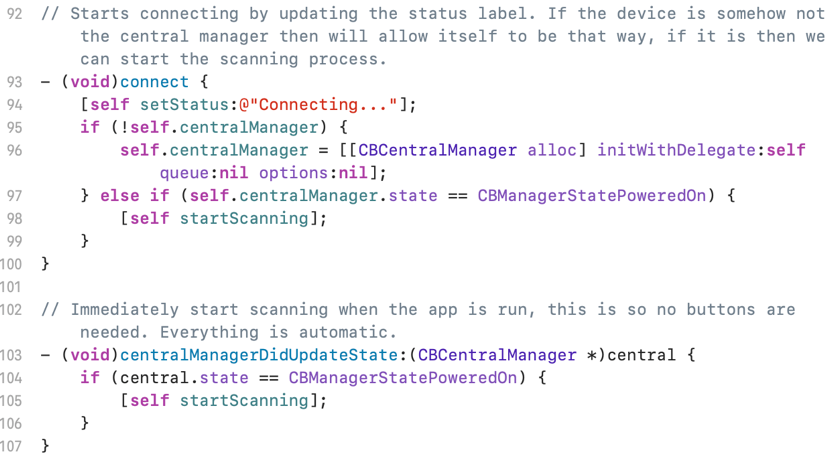 92 // Starts connecting by updating the status label. If the device is somehow not
the central manager then will allow itself to be that way, if it is then we
can start the scanning process.
93 - (void)connect {
94 [self setStatus:@"Connecting..."];
95 if (!self.centralManager) {
96 self.centralManager = [[CBCentralManager alloc] initWithDelegate:self
queue:nil options:nil];
97 } else if (self.centralManager.state == CBManagerStatePoweredOn) {
98 [self startScanning];
99 }
100 }
101
102 // Immediately start scanning when the app is run, this is so no buttons are
needed. Everything is automatic.
103 - (void)centralManagerDidUpdateState:(CBCentralManager *)central {
104 if (central.state == CBManagerStatePoweredOn) {
105 [self startScanning];
106 }
107 }